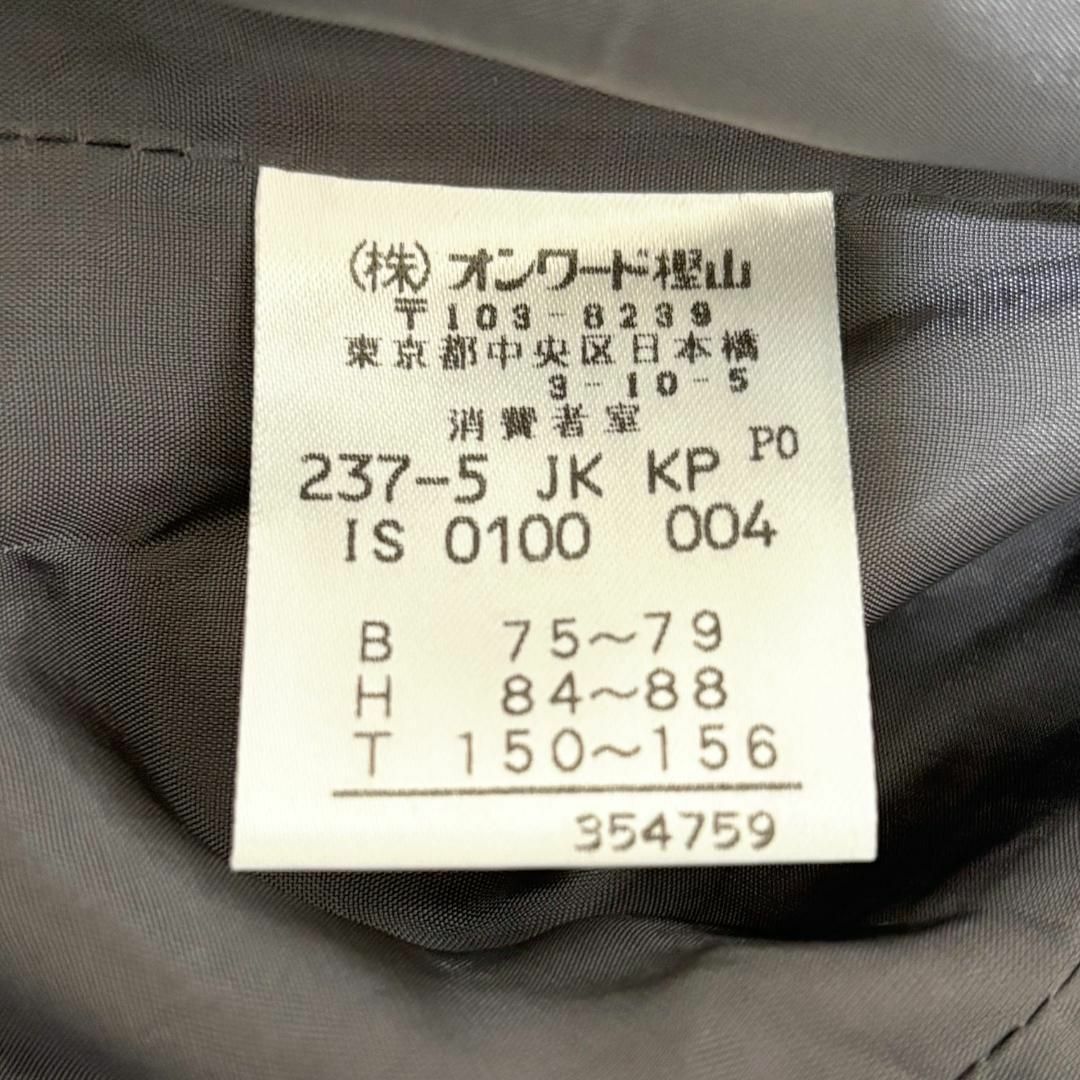 (株)オンワード樫山
〒103-8239
東京都中央区日本橋
3-10-5
消費者室
237-5 JK KP PO
IS 0100 004
B 75~79
H 84~88
T 150~156
354759